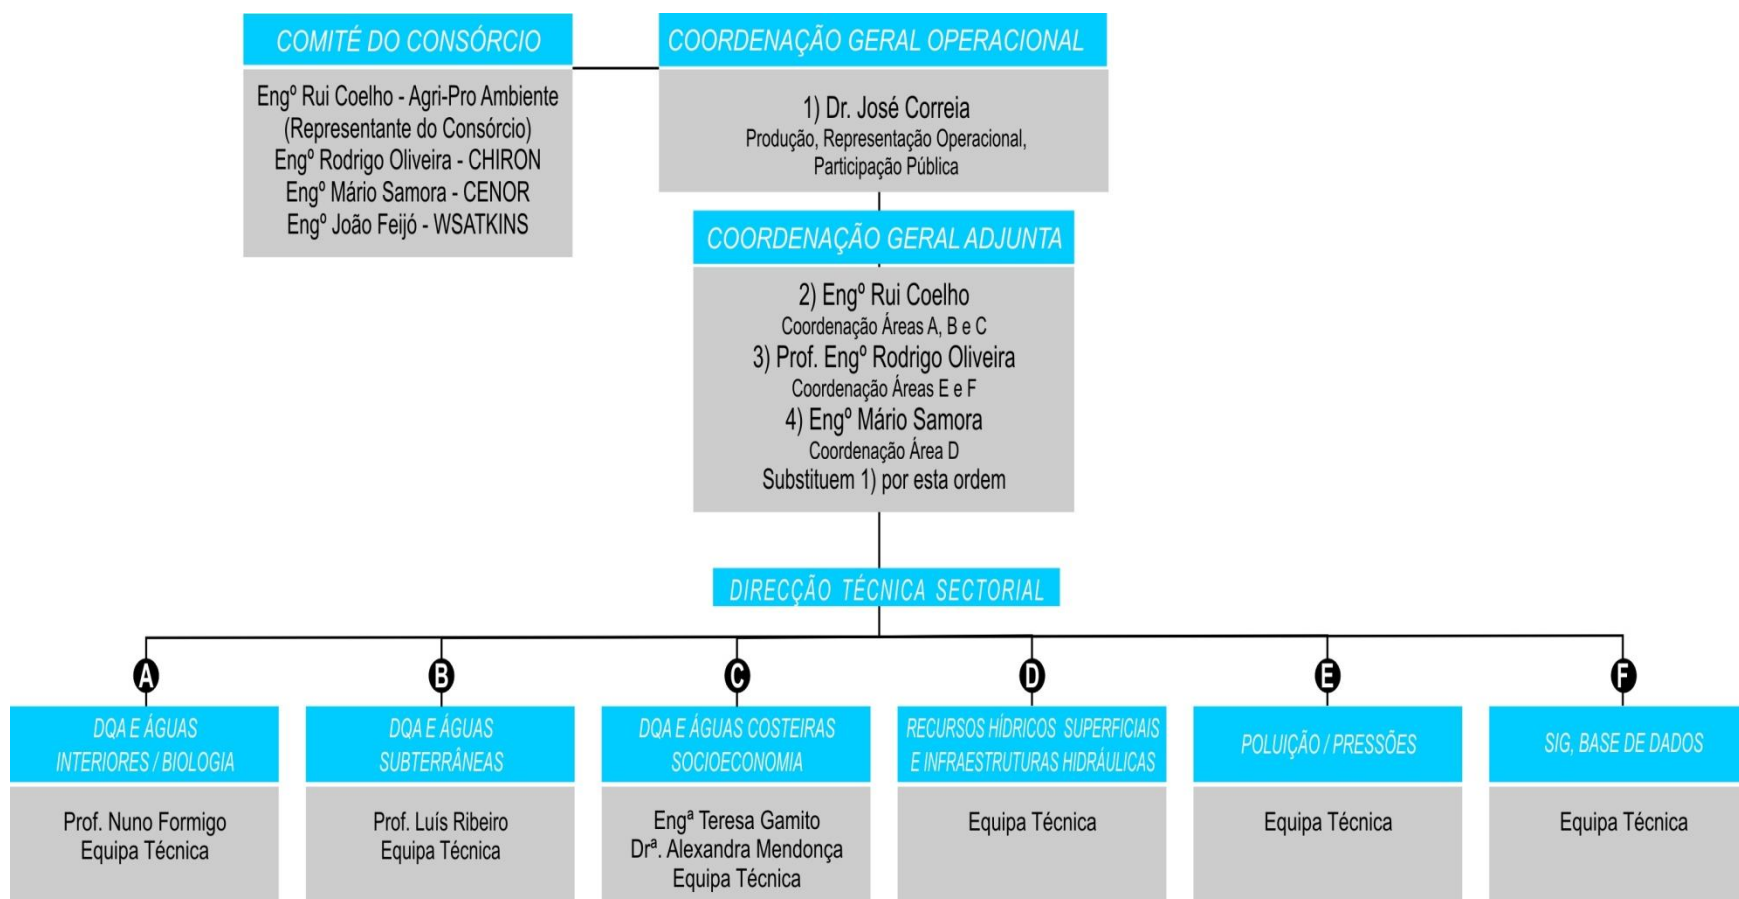 COMITÉ DO CONSÓRCIO
Engº Rui Coelho - Agri-Pro Ambiente
(Representante do Consórcio)
Engº Rodrigo Oliveira - CHIRON
Engº Mário Samora - CENOR
Engº João Feijó - WSATKINS
COORDENAÇÃO GERAL OPERACIONAL
1) Dr. José Correia
Produção, Representação Operacional,
Participação Pública
COORDENAÇÃO GERAL ADJUNTA
2) Engº Rui Coelho
Coordenação Áreas A, B e C
3) Prof. Engº Rodrigo Oliveira
Coordenação Áreas E e F
4) Engº Mário Samora
Coordenação Área D
Substituem 1) por esta ordem
DIRECÇÃO TÉCNICA SECTORIAL
A
DQA E ÁGUAS
INTERIORES / BIOLOGIA
Prof. Nuno Formigo
Equipa Técnica
B
DQA E ÁGUAS
SUBTERRÂNEAS
Prof. Luís Ribeiro
Equipa Técnica
C
DQA E ÁGUAS COSTEIRAS
SOCIOECONOMIA
Engª Teresa Gamito
Drª. Alexandra Mendonça
Equipa Técnica
D
RECURSOS HÍDRICOS SUPERFICIAIS
E INFRAESTRUTURAS HIDRÁULICAS
Equipa Técnica
E
POLUIÇÃO / PRESSÕES
Equipa Técnica
F
SIG, BASE DE DADOS
Equipa Técnica